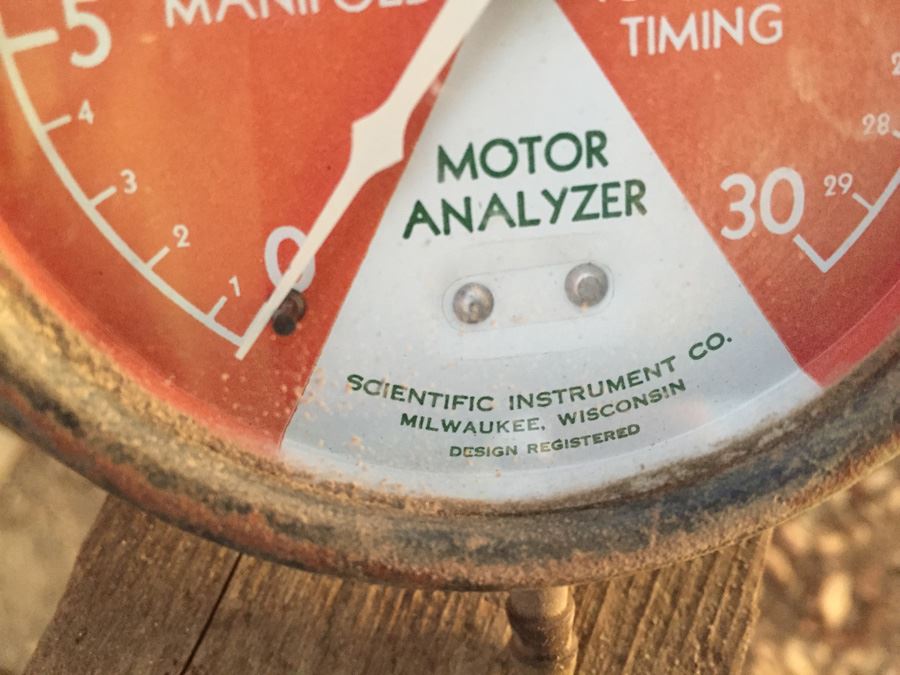 MANIFOLD
TIMING
5
4
3
2
1
0
28
29
30
MOTOR
ANALYZER
SCIENTIFIC INSTRUMENT CO.
MILWAUKEE, WISCONSIN
DESIGN REGISTERED